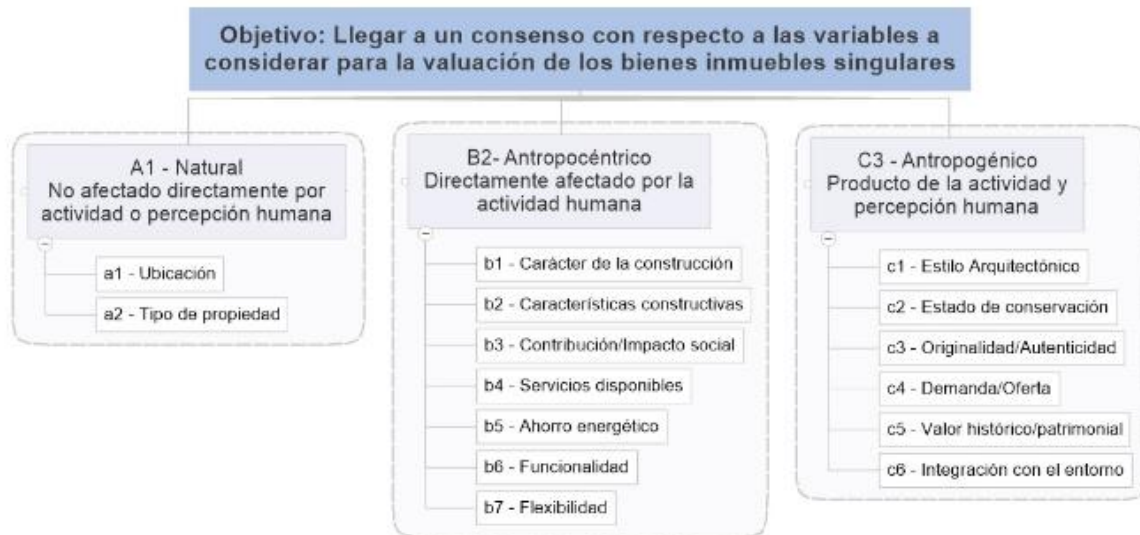 Objetivo: Llegar a un consenso con respecto a las variables a
considerar para la valuación de los bienes inmuebles singulares
A1 - Natural
No afectado directamente por
actividad o percepción humana
a1 - Ubicación
a2 - Tipo de propiedad
B2- Antropocéntrico
Directamente afectado por la
actividad humana
b1 - Carácter de la construcción
b2 - Características constructivas
b3 - Contribución/Impacto social
b4 - Servicios disponibles
b5 - Ahorro energético
b6 - Funcionalidad
b7 - Flexibilidad
C3 - Antropogénico
Producto de la actividad y
percepción humana
c1 - Estilo Arquitectónico
c2 - Estado de conservación
c3 - Originalidad/Autenticidad
c4 - Demanda/Oferta
c5 - Valor histórico/patrimonial
c6 - Integración con el entorno